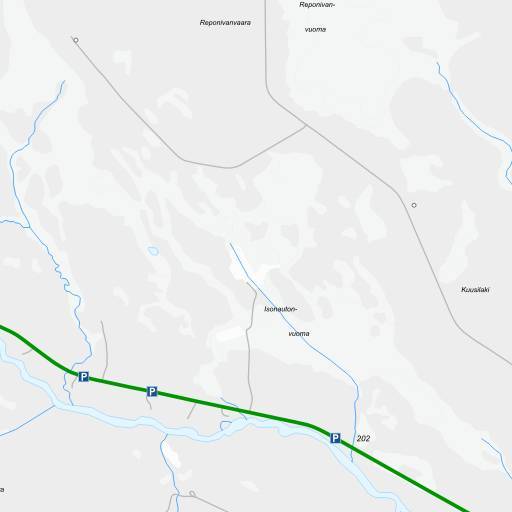 Reponivan-
vuoma
Reponivanvaara
Kuusilaki
Isonauton-
vuoma
P
P
P
202
a